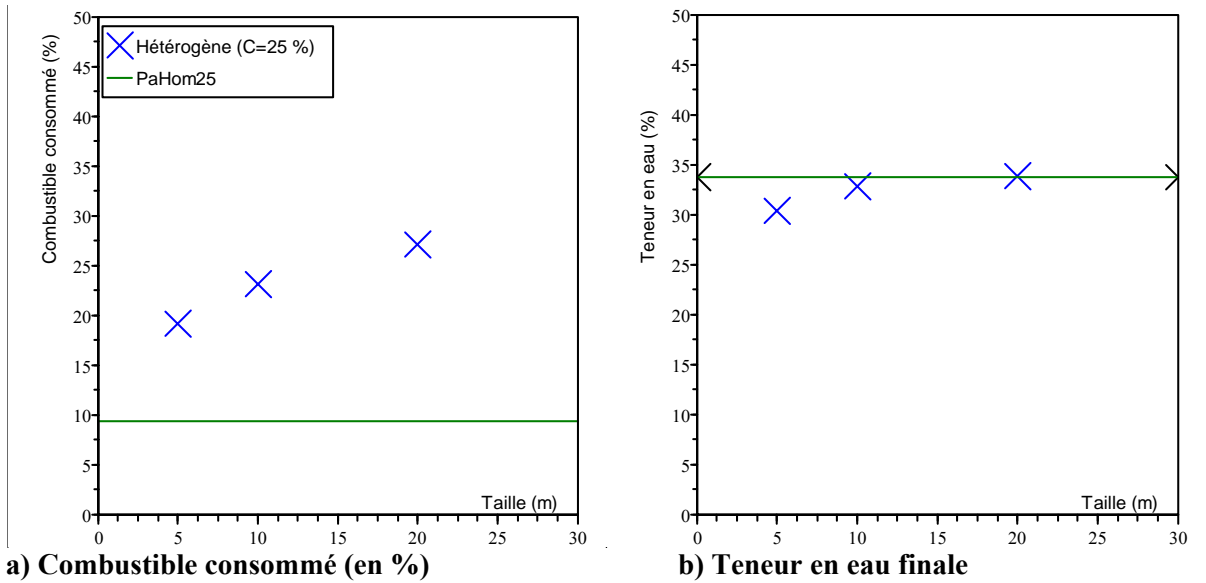 50
45
40
35
30
25
20
15
10
5
0
Combustible consommé (%)
Hétérogène (C=25 %)
PaHom25
Taille (m)
0 5 10 15 20 25 30
a) Combustible consommé (en %)
50
45
40
35
30
25
20
15
10
5
0
Teneur en eau (%)
Taille (m)
0 5 10 15 20 25 30
b) Teneur en eau finale